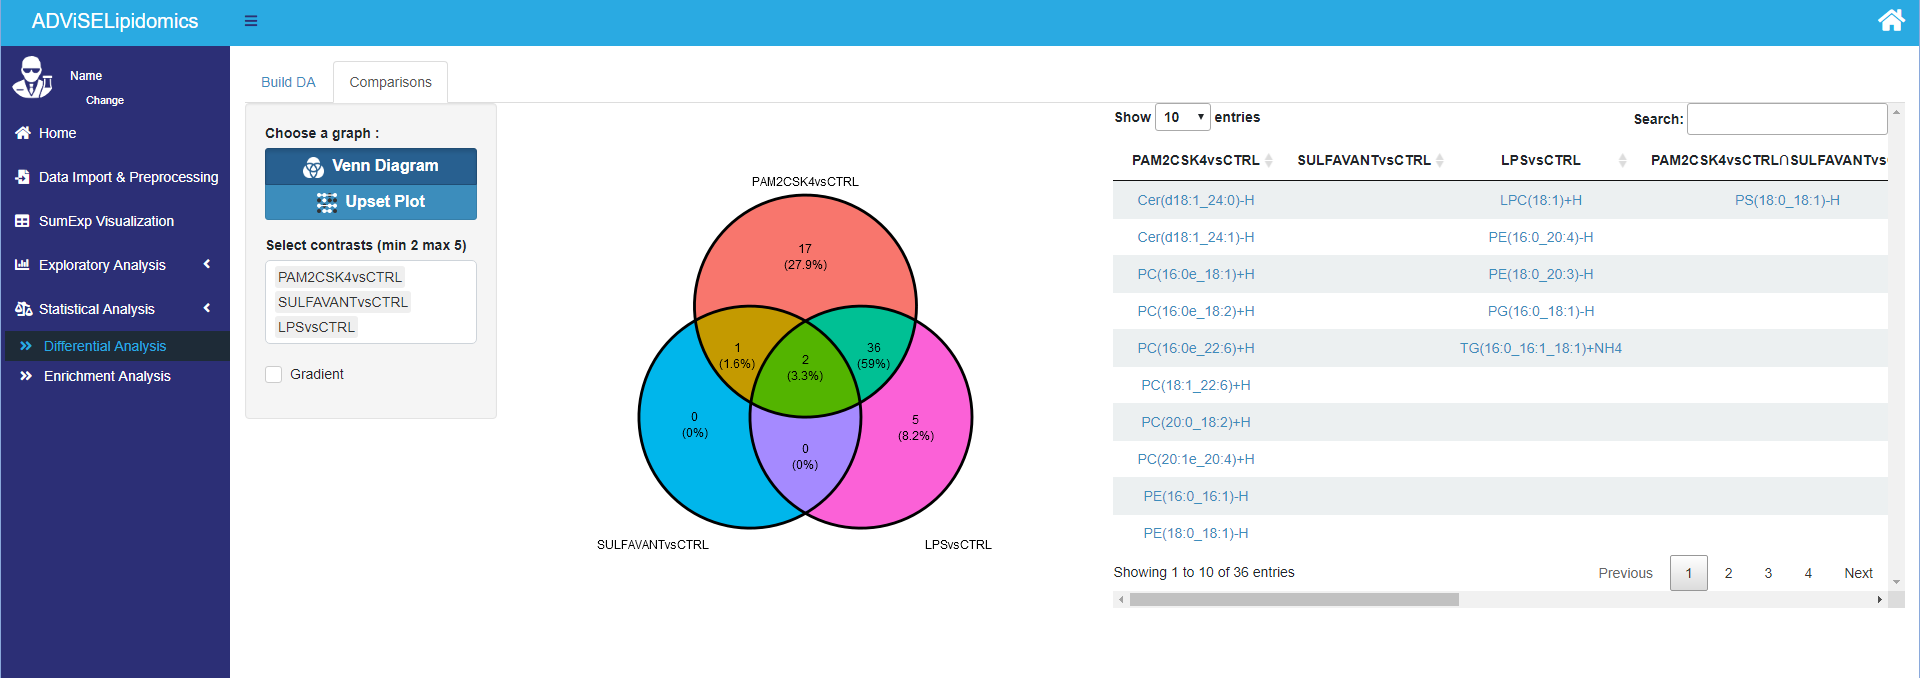 ADViSELipidomics
Name
Change
Home
Data Import & Preprocessing
SumExp Visualization
Exploratory Analysis
Statistical Analysis
Differential Analysis
Enrichment Analysis
Build DA
Comparisons
Choose a graph :
Venn Diagram
Upset Plot
Select contrasts (min 2 max 5)
PAM2CSK4vsCTRL
SULFAVANTvsCTRL
LPSvsCTRL
Gradient
PAM2CSK4vsCTRL
17
(27.9%)
1
(1.6%)
2
(3.3%)
36
(59%)
0
(0%)
0
(0%)
5
(8.2%)
SULFAVANTvsCTRL
LPSvsCTRL
Show 10 entries
Search:
PAM2CSK4vsCTRL SULFAVANTvsCTRL LPSvsCTRL PAM2CSK4vsCTRL∩SULFAVANTvs
Cer(d18:1_24:0)-H LPC(18:1)+H PS(18:0_18:1)-H
Cer(d18:1_24:1)-H PE(16:0_20:4)-H
PC(16:0e_18:1)+H PE(18:0_20:3)-H
PC(16:0e_18:2)+H PG(16:0_18:1)-H
PC(16:0e_22:6)+H TG(16:0_16:1_18:1)+NH4
PC(18:1_22:6)+H
PC(20:0_18:2)+H
PC(20:1e_20:4)+H
PE(16:0_16:1)-H
PE(18:0_18:1)-H
Showing 1 to 10 of 36 entries
Previous 1 2 3 4 Next